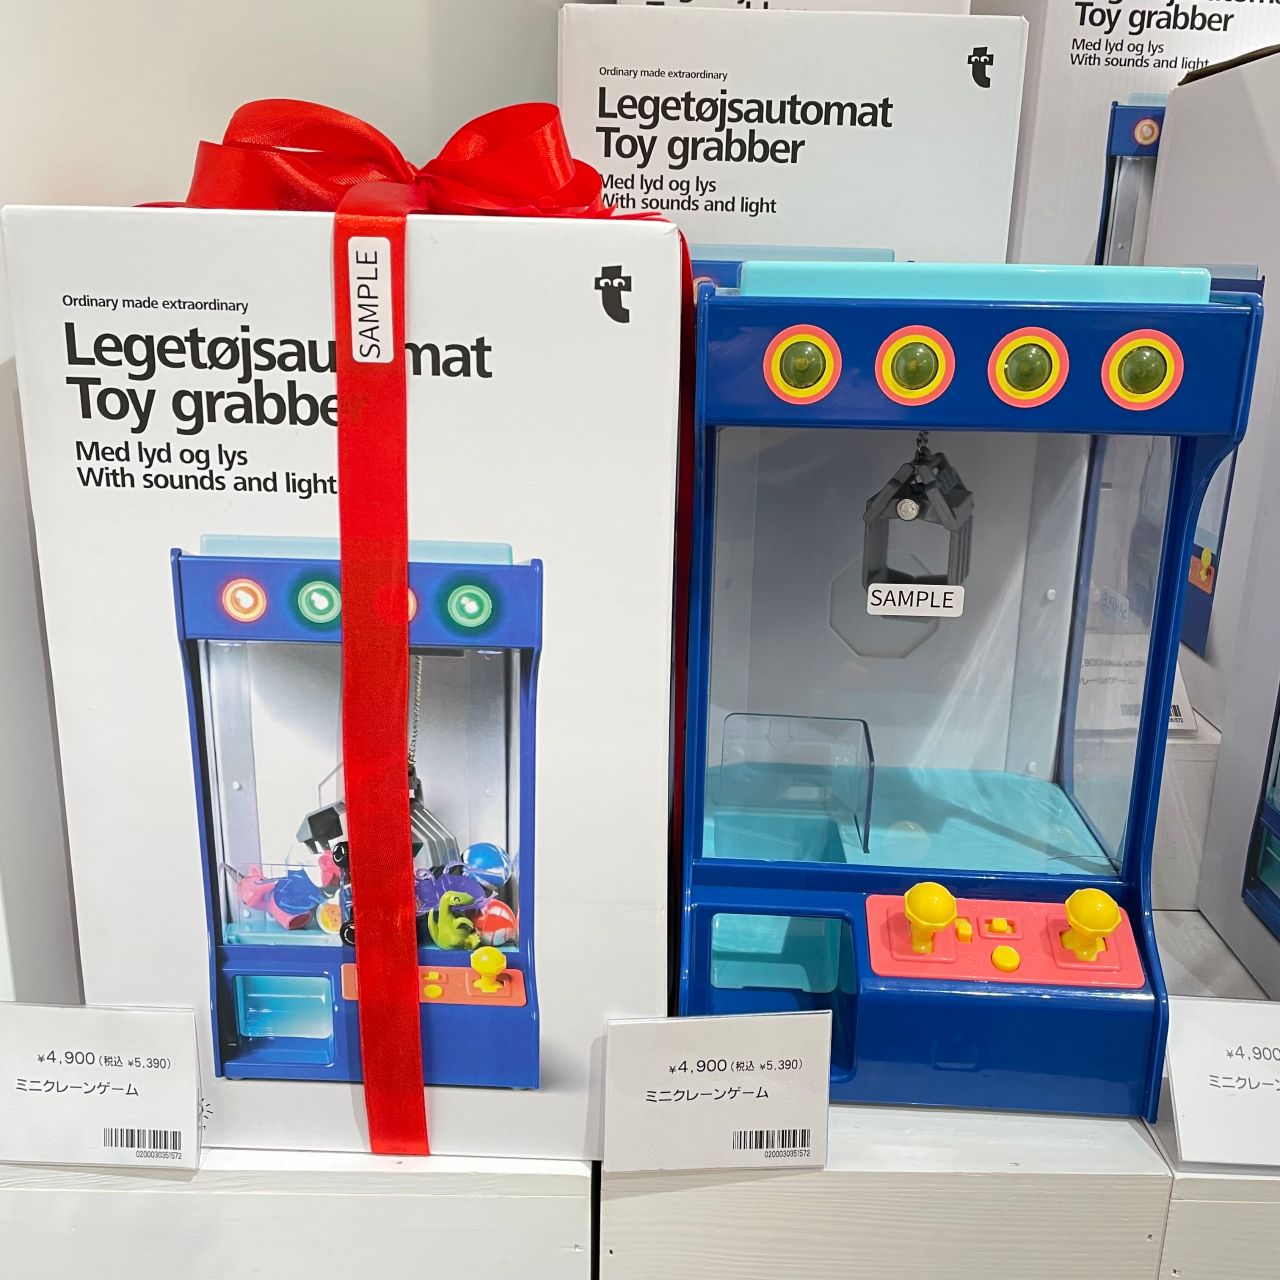 Toy grabber
Med lyd og lys
With sounds and light
Ordinary made extraordinary
Legetøjsautomat
Toy grabber
Med lyd og lys
With sounds and light
SAMPLE
Ordinary made extraordinary
Legetøjsau mat
Toy grabber
Med lyd og lys
With sounds and light
SAMPLE
¥4,900(税込 ¥5,390)
ミニクレーンゲーム
0200030351572
¥4,900(税込 ¥5,390)
ミニクレーンゲーム
0200030351572
¥4,900
ミニクレーン